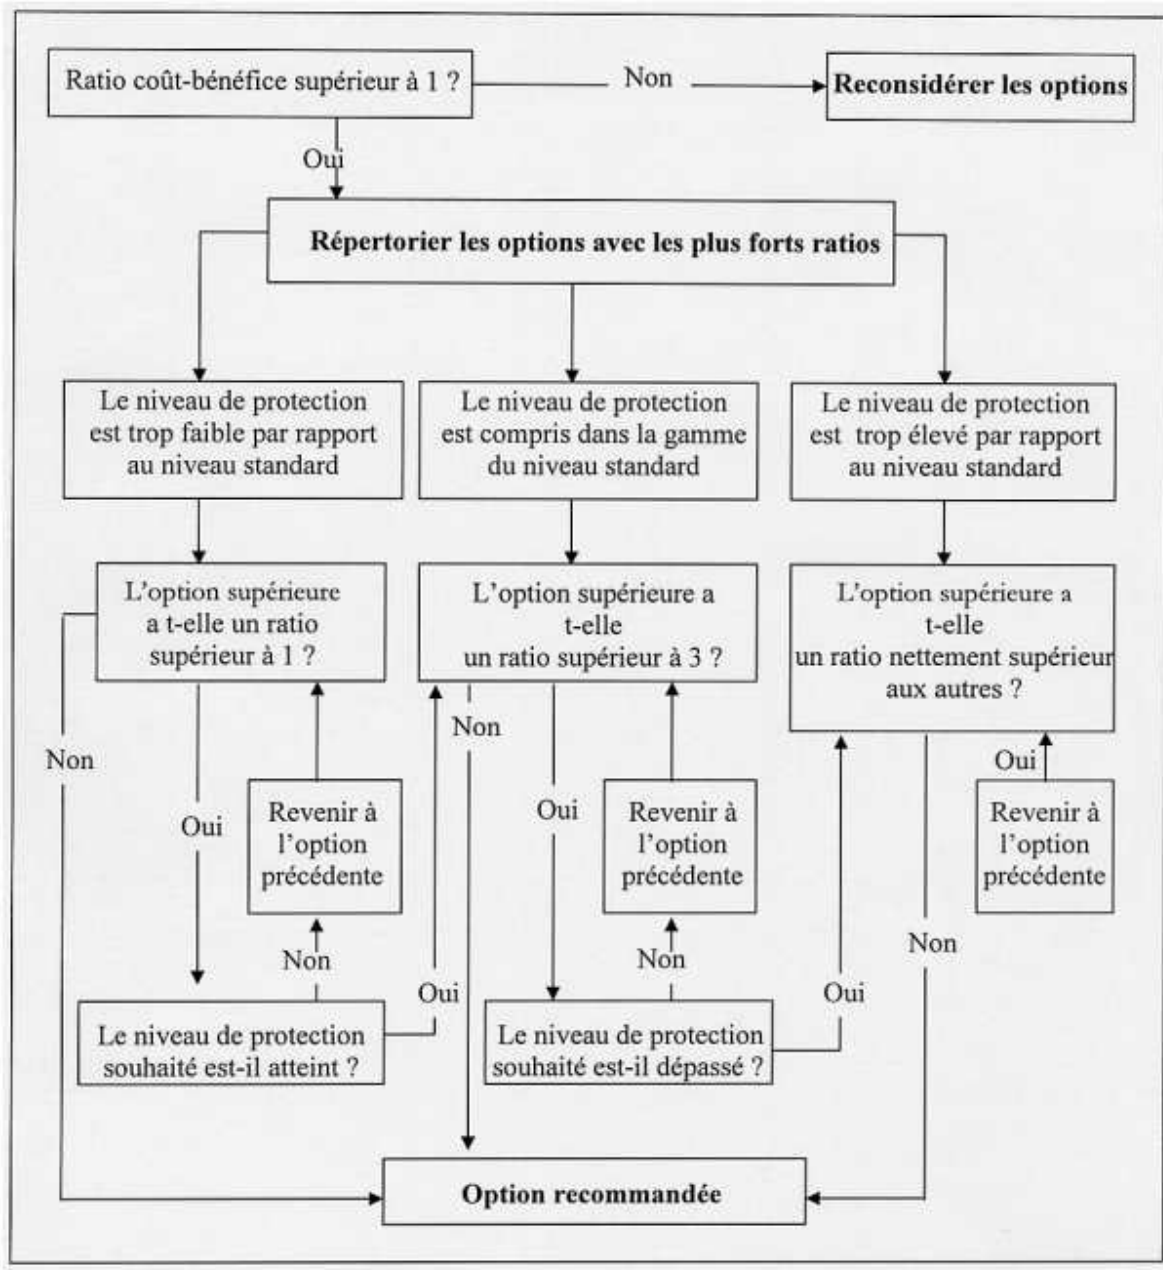 Ratio coût-bénéfice supérieur à 1 ?
Non
Reconsidérer les options
Oui
Répertorier les options avec les plus forts ratios
Le niveau de protection
est trop faible par rapport
au niveau standard
Le niveau de protection
est compris dans la gamme
du niveau standard
Le niveau de protection
est trop élevé par rapport
au niveau standard
L'option supérieure
a t-elle un ratio
supérieur à 1 ?
L'option supérieure a
t-elle
un ratio supérieur à 3 ?
L'option supérieure a
t-elle
un ratio nettement supérieur
aux autres ?
Non
Oui
Revenir à
l'option
précédente
Non
Oui
Revenir à
l'option
précédente
Oui
Revenir à
l'option
précédente
Non
Oui
Non
Oui
Non
Le niveau de protection
souhaité est-il atteint ?
Le niveau de protection
souhaité est-il dépassé ?
Option recommandée